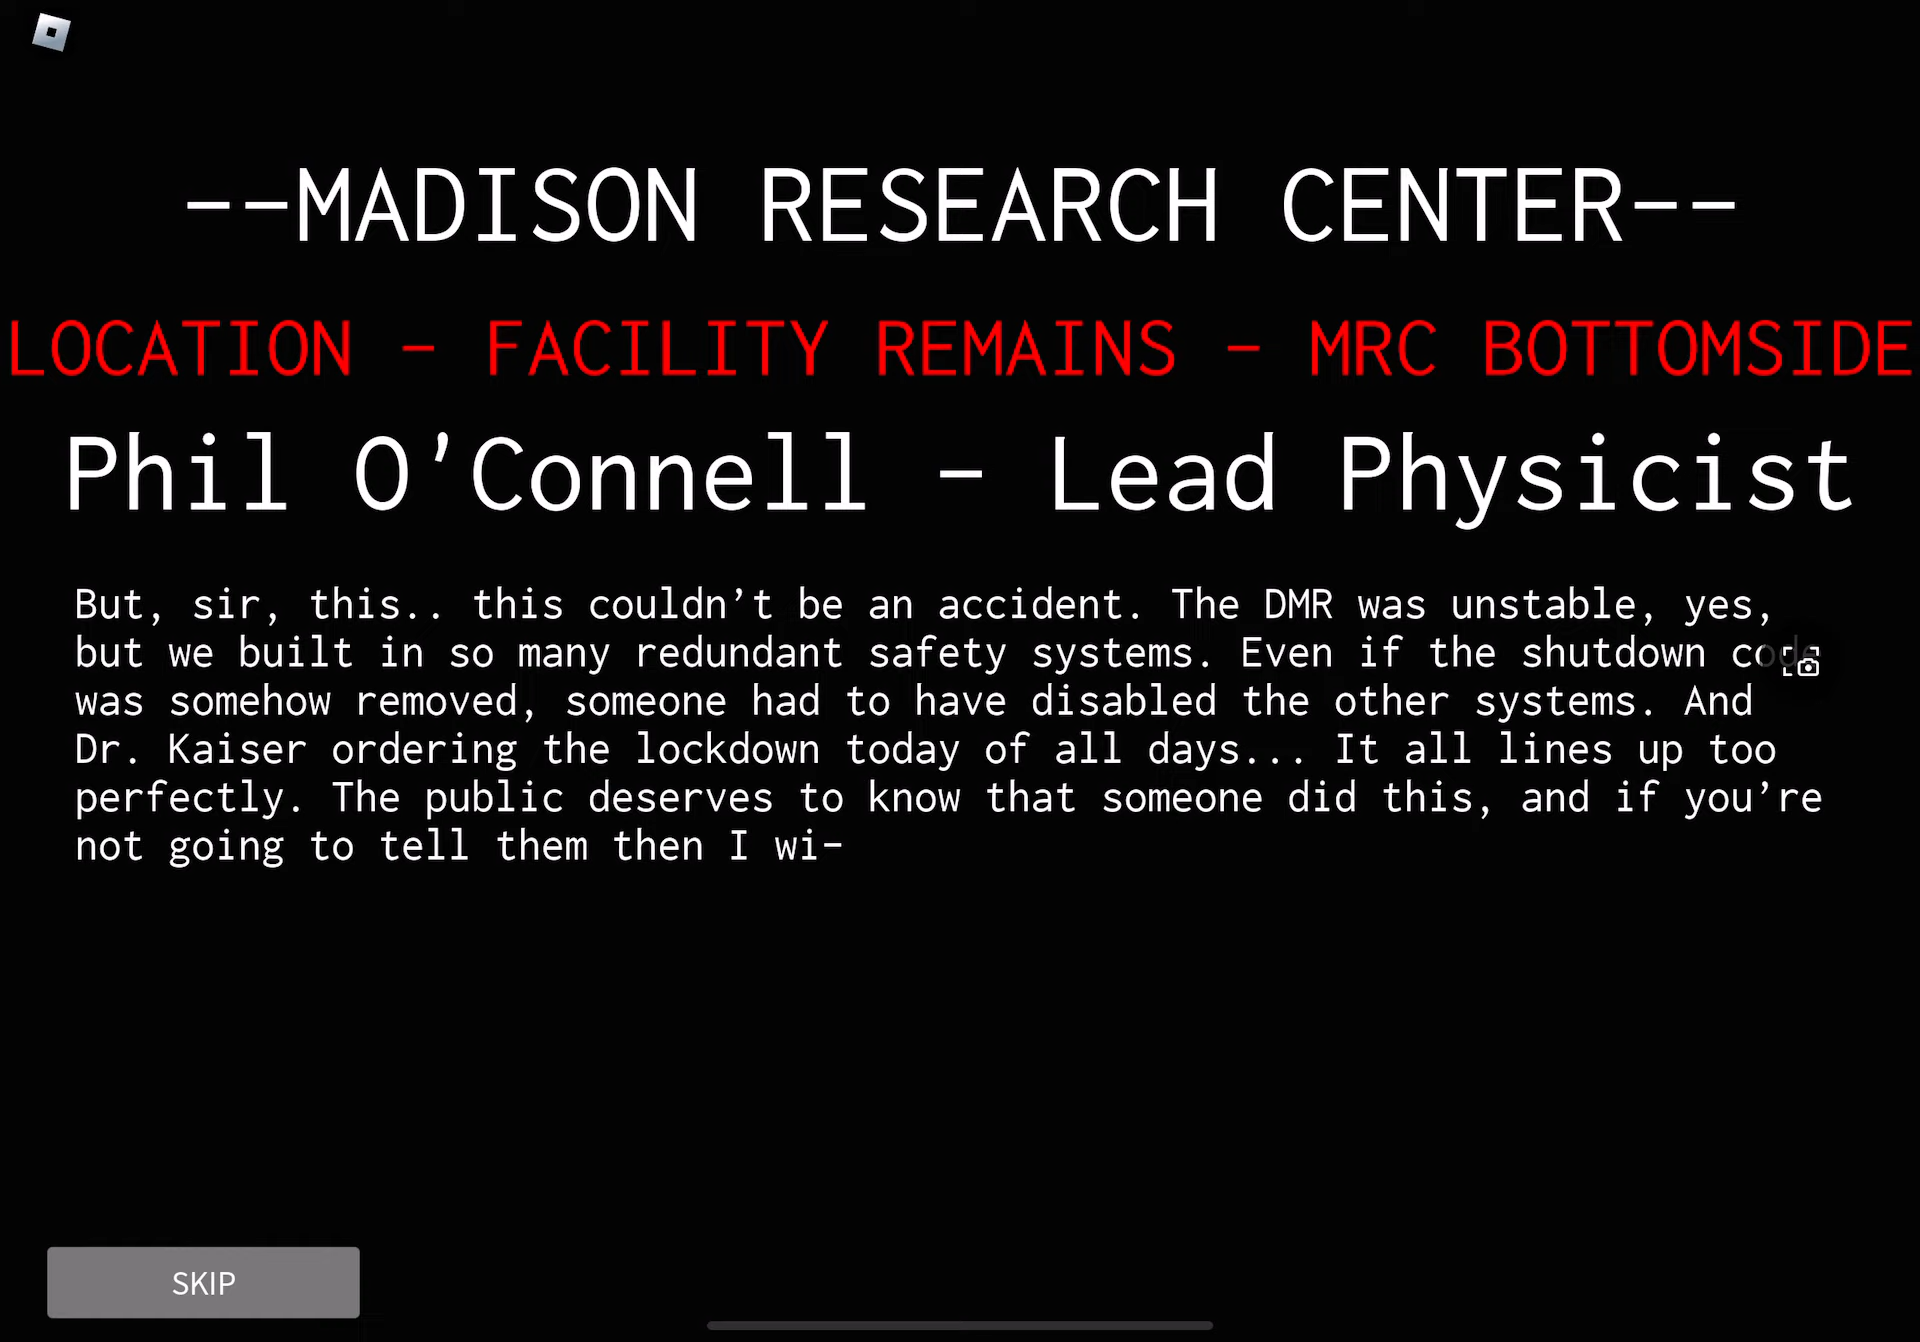 --MADISON RESEARCH CENTER--
LOCATION - FACILITY REMAINS - MRC BOTTOMSIDE
Phil O'Connell - Lead Physicist
But, sir, this.. this couldn’t be an accident. The DMR was unstable, yes,
but we built in so many redundant safety systems. Even if the shutdown code
was somehow removed, someone had to have disabled the other systems. And
Dr. Kaiser ordering the lockdown today of all days... It all lines up too
perfectly. The public deserves to know that someone did this, and if you’re
not going to tell them then I wi-
SKIP